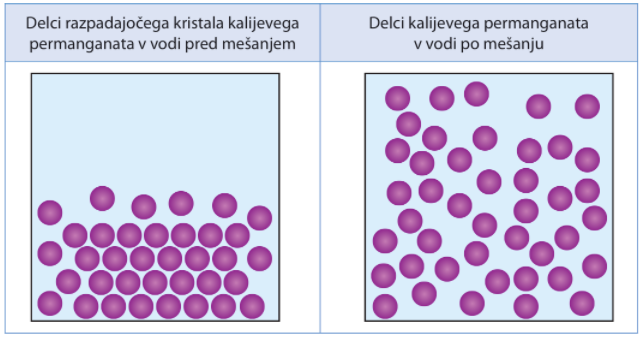 Delci razpadajočega kristala kalijevega
permanganata v vodi pred mešanjem
Delci kalijevega permanganata
v vodi po mešanju